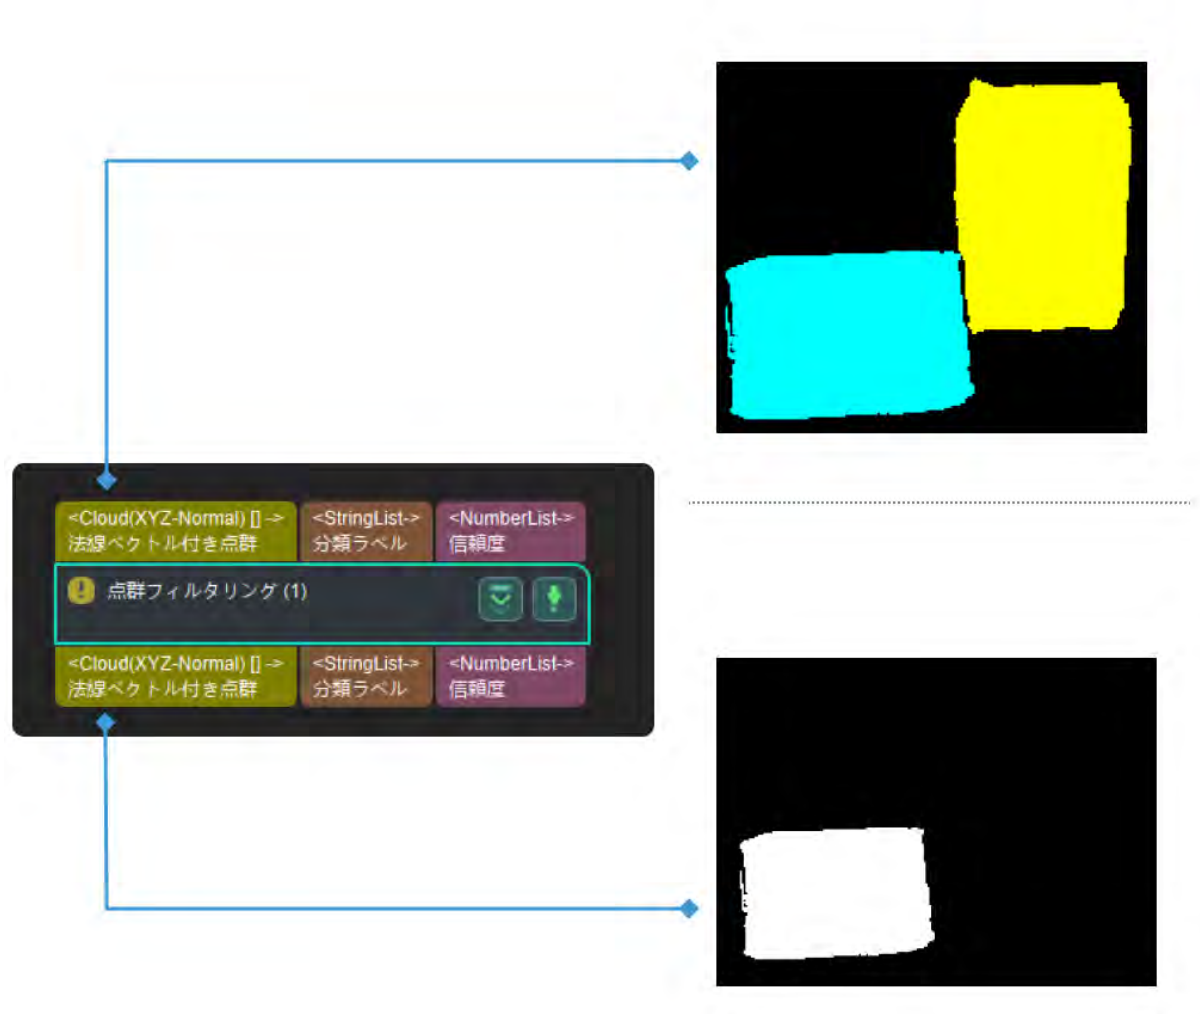 <Cloud(XYZ-Normal) [] -> <StringList-> <NumberList->
法線ベクトル付き点群 分類ラベル 信頼度
点群フィルタリング (1)
<Cloud(XYZ-Normal) [] -> <StringList-> <NumberList->
法線ベクトル付き点群 分類ラベル 信頼度